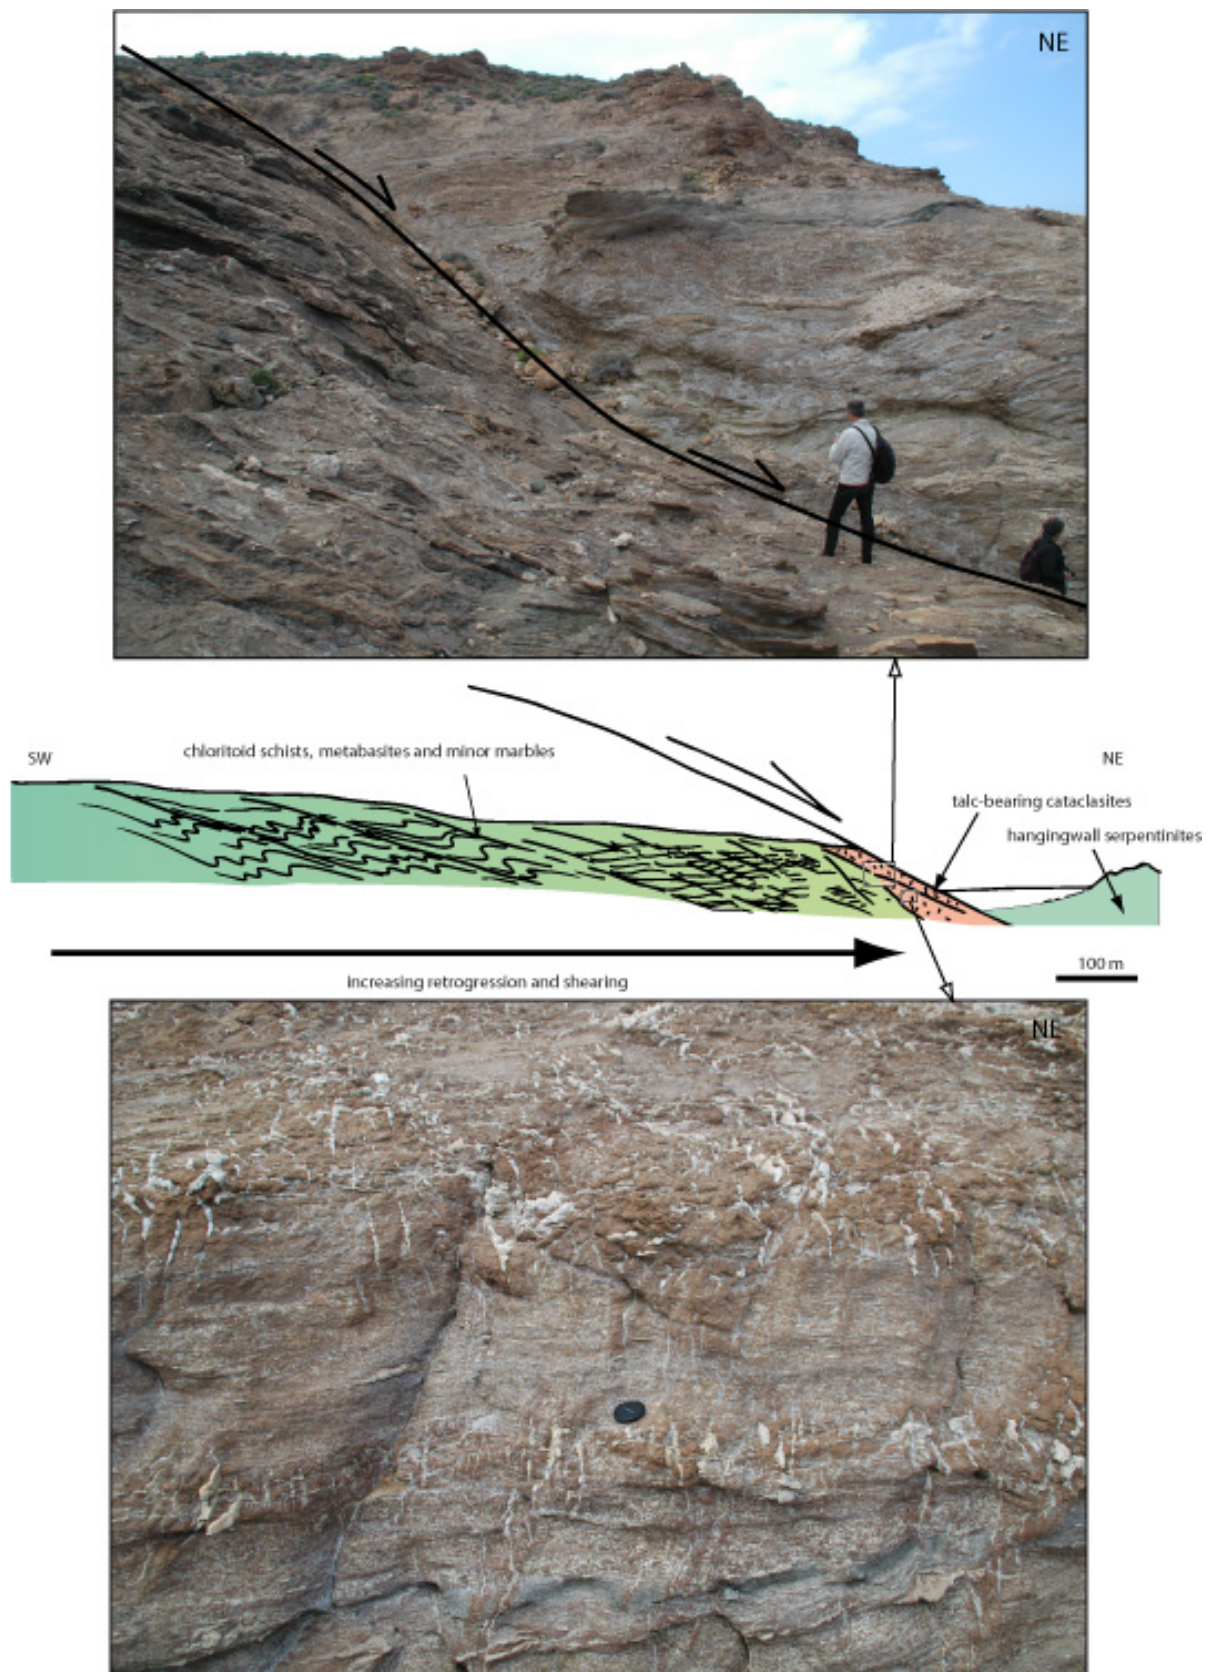 NE
chloritoid schists, metabasites and minor marbles
SW
NE
talc-bearing cataclasites
hangingwall serpentinites
100 m
increasing retrogression and shearing
NE